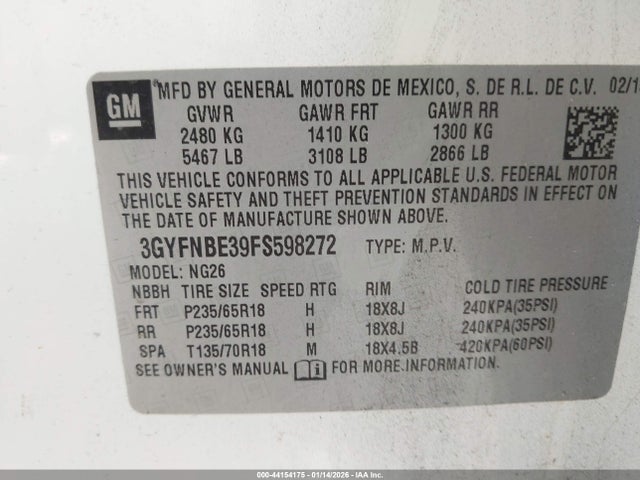 GM
MFD BY GENERAL MOTORS DE MEXICO, S. DE R.L. DE C.V. 02/1
GVWR GAWR FRT GAWR RR
2480 KG 1410 KG 1300 KG
5467 LB 3108 LB 2866 LB
THIS VEHICLE CONFORMS TO ALL APPLICABLE U.S. FEDERAL MOTOR
VEHICLE SAFETY AND THEFT PREVENTION STANDARDS IN EFFECT ON
THE DATE OF MANUFACTURE SHOWN ABOVE.
3GYFNBE39FS598272 TYPE: M.P.V.
MODEL: NG26
NBBH TIRE SIZE SPEED RTG RIM COLD TIRE PRESSURE
FRT P235/65R18 H 18X8J 240KPA(35PSI)
RR P235/65R18 H 18X8J 240KPA(35PSI)
SPA T135/70R18 M 18X4.5B 420KPA(60PSI)
SEE OWNER'S MANUAL FOR MORE INFORMATION.
000-44154175 - 01/14/2026 - IAAI Inc.